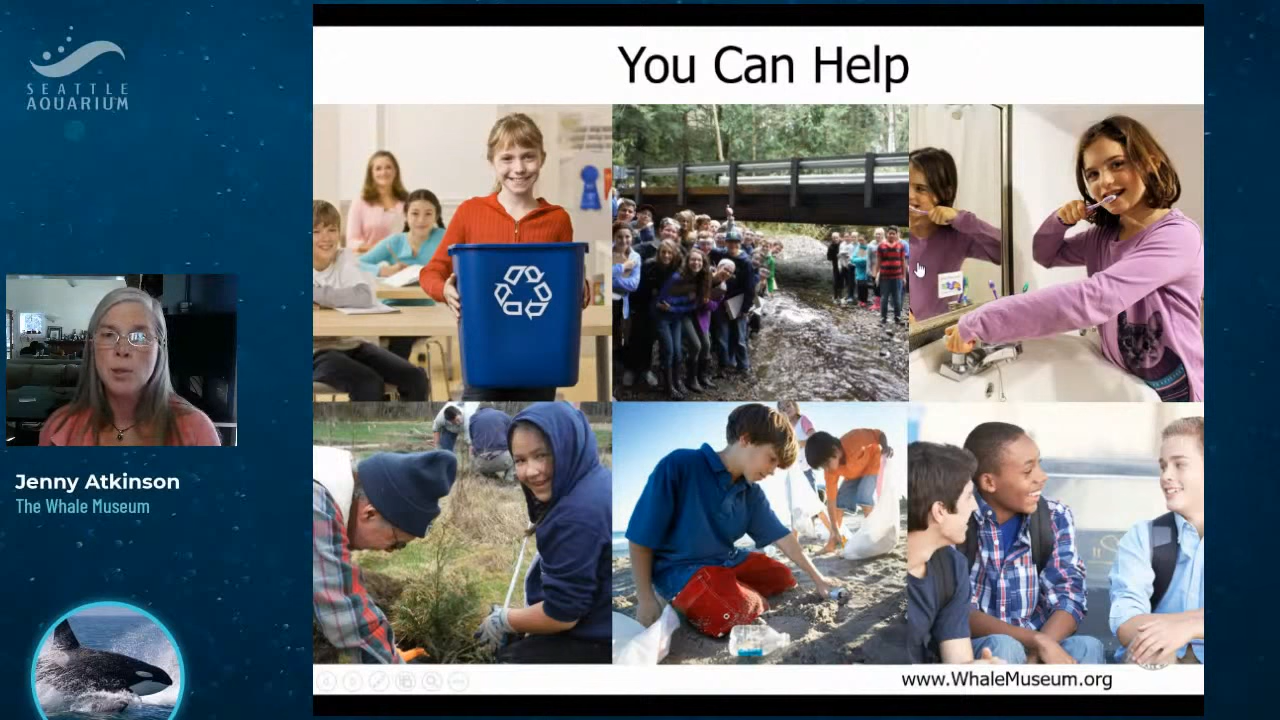 SEATTLE
AQUARIUM
You Can Help
Jenny Atkinson
The Whale Museum
www.WhaleMuseum.org